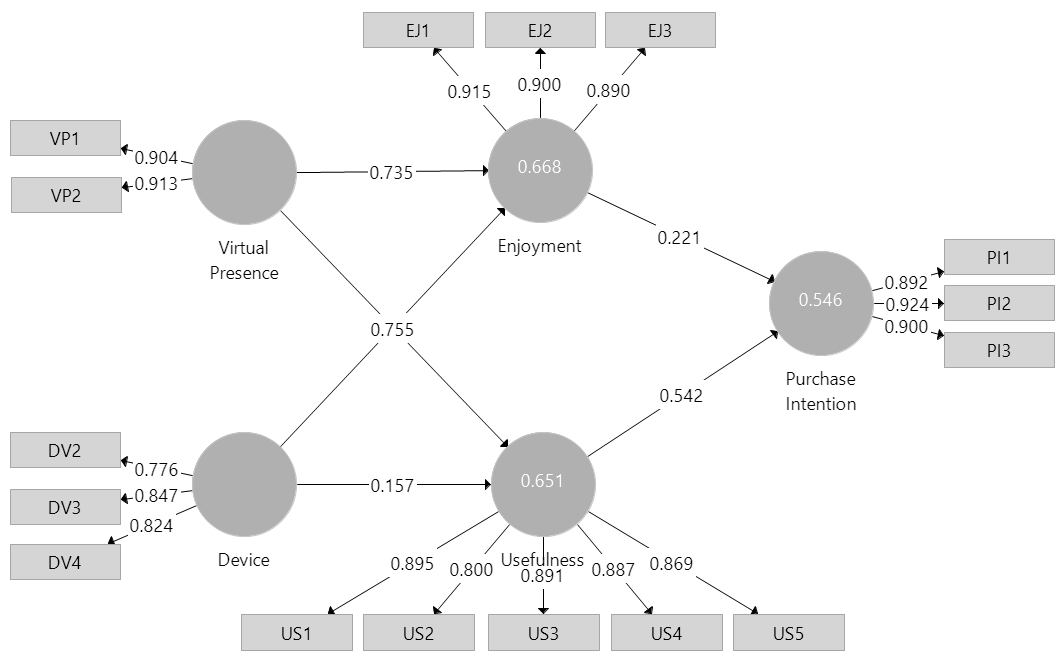 EJ1
EJ2
EJ3
0.915
0.900
0.890
VP1
0.904
VP2
0.913
0.735
0.668
Virtual
Presence
Enjoyment
0.221
PI1
0.892
PI2
0.924
0.546
0.900
PI3
0.755
Purchase
Intention
0.542
DV2
0.776
DV3
0.847
0.824
DV4
0.157
0.651
Device
Usefulness
0.895
0.800
0.891
0.887
0.869
US1
US2
US3
US4
US5